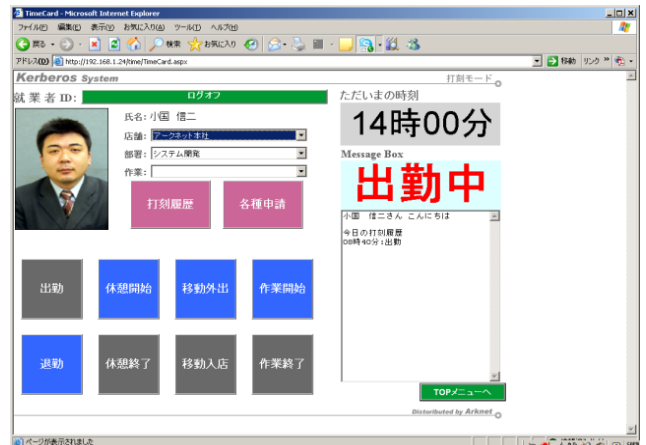 TimeCard - Microsoft Internet Explorer
ファイル(F) 編集(E) 表示(V) お気に入り(A) ツール(T) ヘルプ(H)
戻る 検索 お気に入り
アドレス(D) http://192.168.1.24/time/TimeCard.aspx 移動 リンク »
Kerberos System 打刻モード
就業者ID: ログオフ
ただいまの時刻
氏名:小国 信二
14時00分
店舗: アークネット本社
部署: システム開発
作業:
Message Box
出勤中
打刻履歴 各種申請
小国 信二さん こんにちは
今日の打刻履歴
08時40分:出勤
出勤 休憩開始 移動外出 作業開始
退勤 休憩終了 移動入店 作業終了
TOPメニューへ
Distributed by Arknet
ページが表示されました